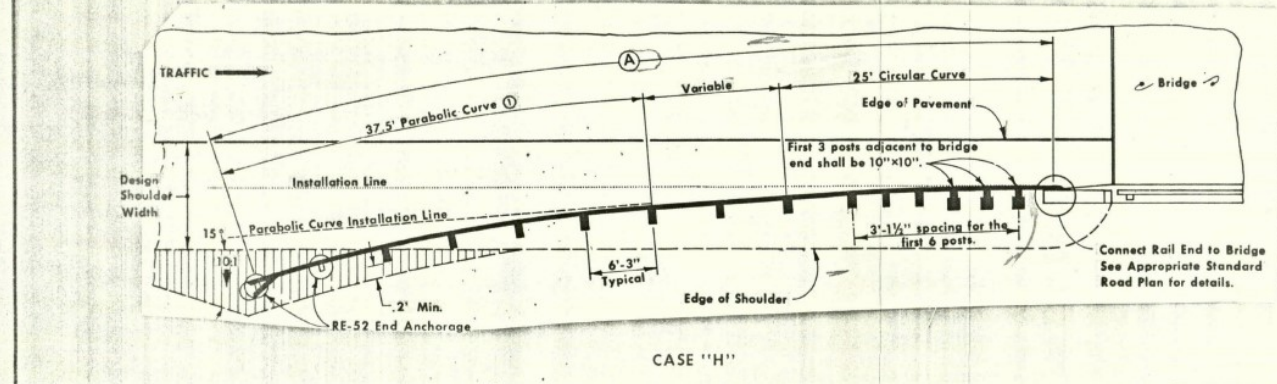 A
TRAFFIC
25' Circular Curve
Variable
Bridge
37.5' Parabolic Curve ①
Edge of Pavement
First 3 posts adjacent to bridge
end shall be 10"×10".
Design
Shoulder
Width
Installation Line
Parabolic Curve Installation Line
15°
10:1
3'-1½" spacing for the
first 6 posts.
6'-3"
Typical
Connect Rail End to Bridge
See Appropriate Standard
Road Plan for details.
Edge of Shoulder
2' Min.
RE-52 End Anchorage
CASE "H"